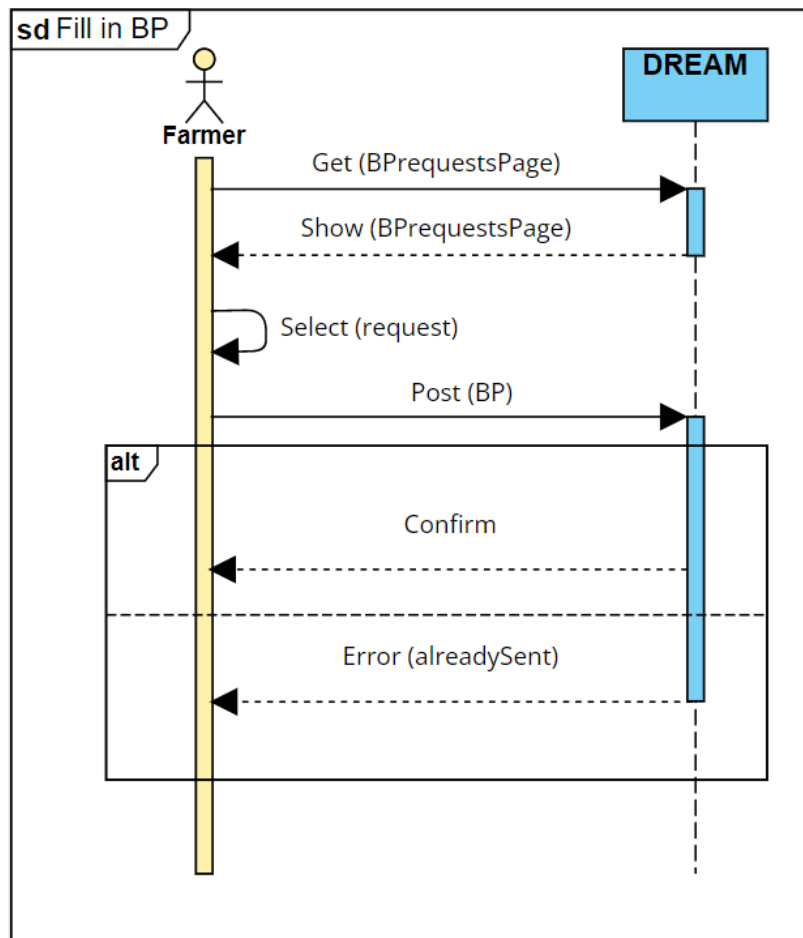 sd Fill in BP
Farmer
DREAM
Get (BPrequestsPage)
Show (BPrequestsPage)
Select (request)
Post (BP)
alt
Confirm
Error (alreadySent)